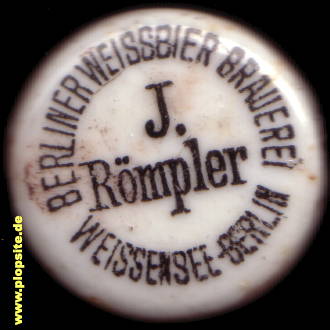 BERLINER WEISSBIER BRAUEREI
J.
Römpler
WEISSENSEE-BERLIN
www.plopsite.de